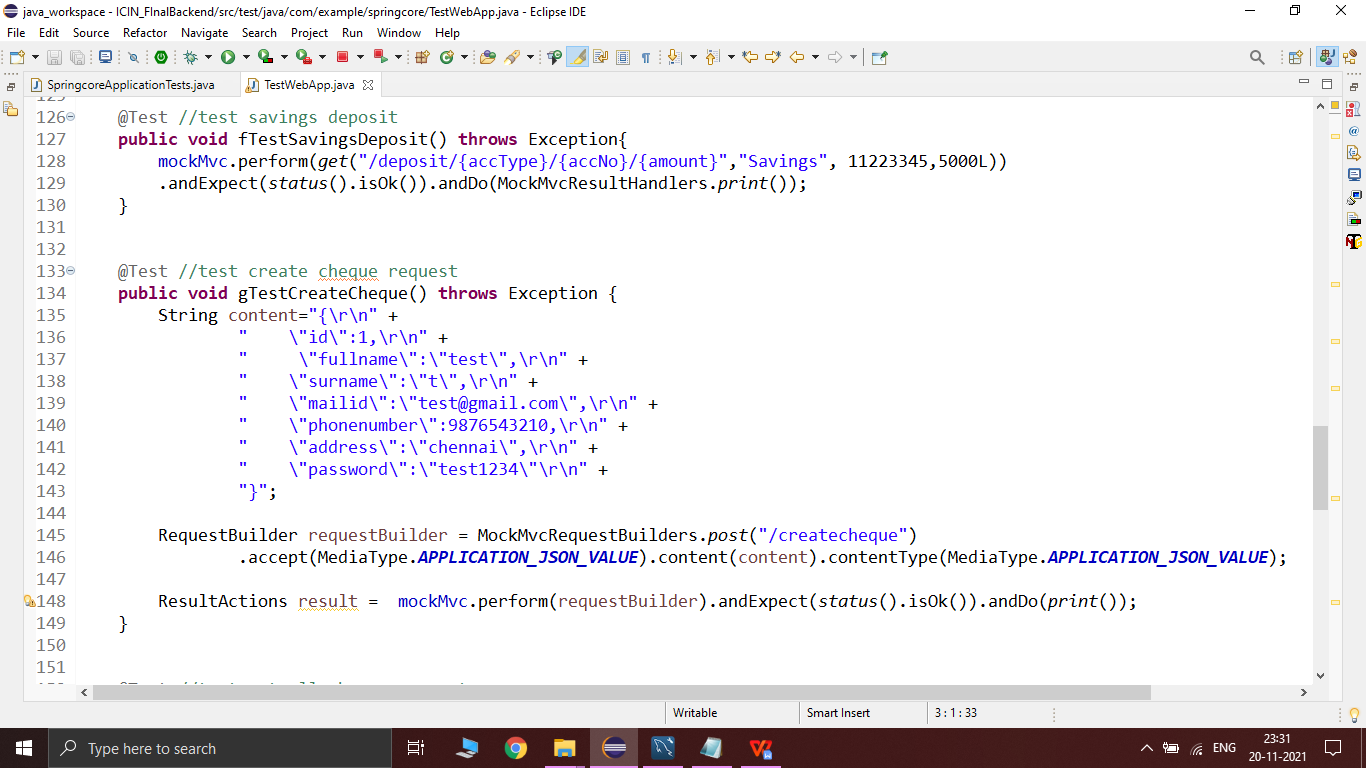 java_workspace - ICIN_FInalBackend/src/test/java/com/example/springcore/TestWebApp.java - Eclipse IDE
File Edit Source Refactor Navigate Search Project Run Window Help
SpringcoreApplicationTests.java TestWebApp.java
125
126 @Test //test savings deposit
127 public void fTestSavingsDeposit() throws Exception{
128 mockMvc.perform(get("/deposit/{accType}/{accNo}/{amount}","Savings", 11223345,5000L))
129 .andExpect(status().isOk()).andDo(MockMvcResultHandlers.print());
130 }
131
132
133 @Test //test create cheque request
134 public void gTestCreateCheque() throws Exception {
135 String content="{\r\n" +
136 "    \"id\":1,\r\n" +
137 "     \"fullname\":\"test\",\r\n" +
138 "    \"surname\":\"t\",\r\n" +
139 "    \"mailid\":\"test@gmail.com\",\r\n" +
140 "    \"phonenumber\":9876543210,\r\n" +
141 "    \"address\":\"chennai\",\r\n" +
142 "    \"password\":\"test1234\"\r\n" +
143 "}";
144
145 RequestBuilder requestBuilder = MockMvcRequestBuilders.post("/createcheque")
146 .accept(MediaType.APPLICATION_JSON_VALUE).content(content).contentType(MediaType.APPLICATION_JSON_VALUE);
147
148 ResultActions result =  mockMvc.perform(requestBuilder).andExpect(status().isOk()).andDo(print());
149 }
150
151
Writable Smart Insert 3 : 1 : 33
Type here to search
ENG
23:31
20-11-2021